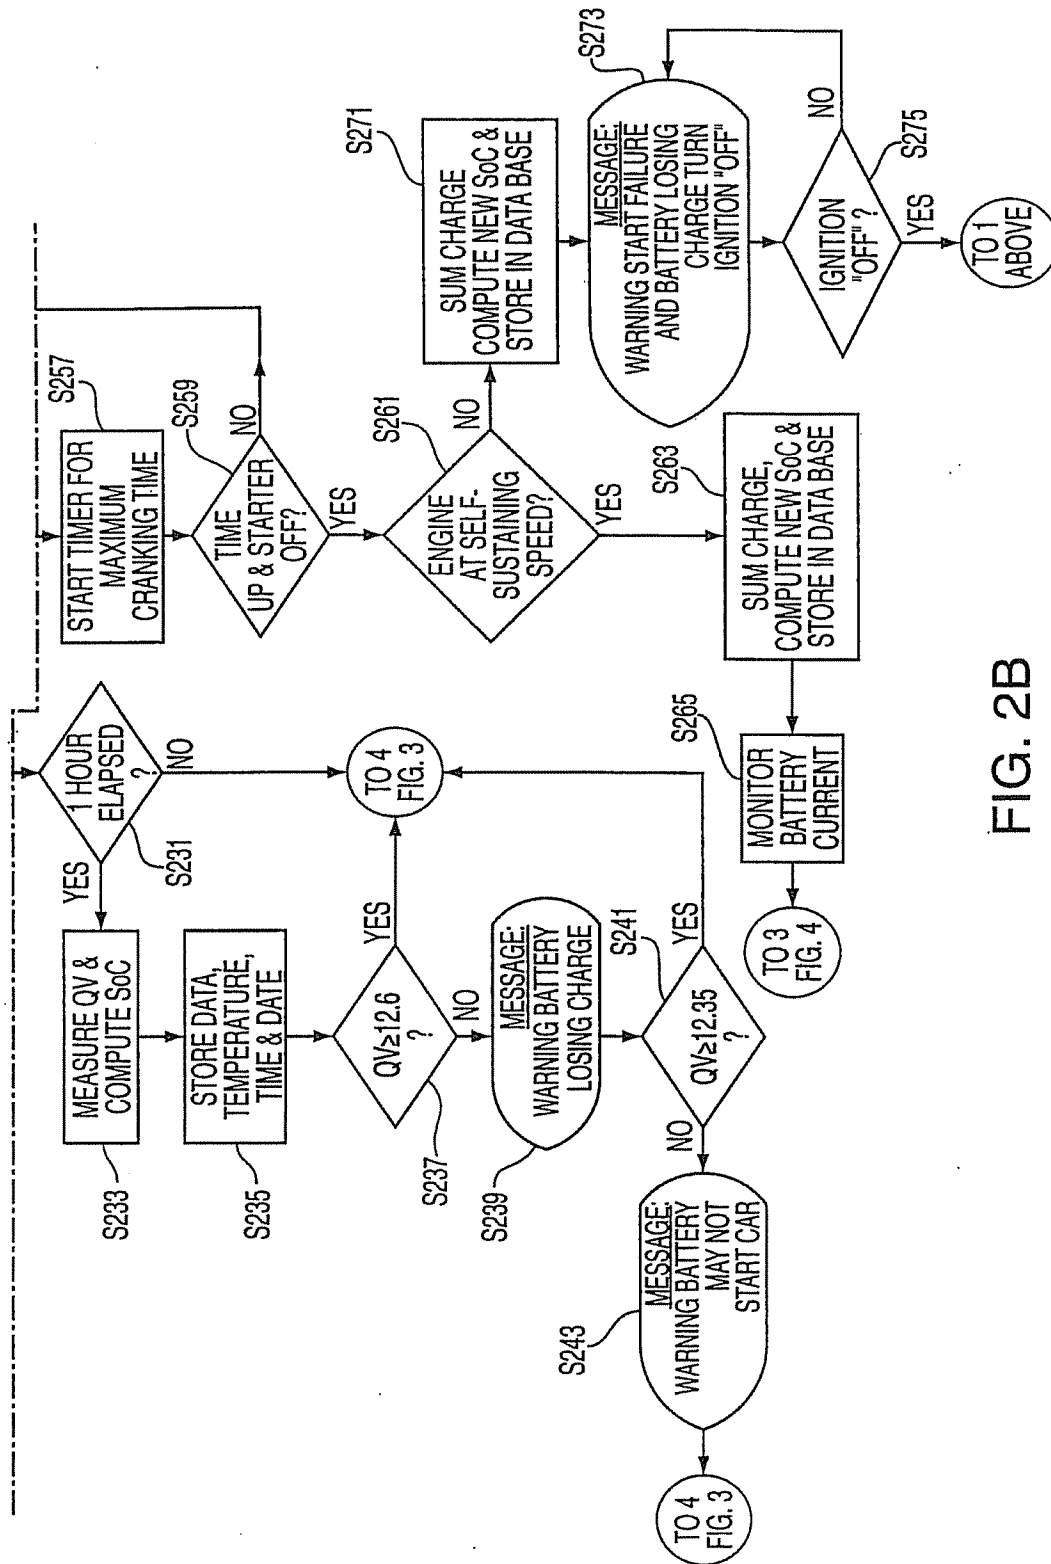 1 HOUR
ELAPSED
?
S231
YES
NO
MEASURE QV &
COMPUTE SoC
S233
STORE DATA,
TEMPERATURE,
TIME & DATE
S235
QV≥12.6
?
S237
YES
NO
TO 4
FIG. 3
MESSAGE:
WARNING BATTERY
LOSING CHARGE
S239
QV≥12.35
?
S241
YES
NO
MESSAGE:
WARNING BATTERY
MAY NOT
START CAR
S243
TO 4
FIG. 3
START TIMER FOR
MAXIMUM
CRANKING TIME
S257
TIME
UP & STARTER
OFF?
S259
NO
YES
ENGINE
AT SELF-
SUSTAINING
SPEED?
S261
NO
YES
SUM CHARGE,
COMPUTE NEW SoC &
STORE IN DATA BASE
S263
MONITOR
BATTERY
CURRENT
S265
TO 3
FIG. 4
SUM CHARGE
COMPUTE NEW SoC &
STORE IN DATA BASE
S271
MESSAGE:
WARNING START FAILURE
AND BATTERY LOSING
CHARGE TURN
IGNITION "OFF"
S273
IGNITION
"OFF" ?
S275
NO
YES
TO 1
ABOVE
FIG. 2B